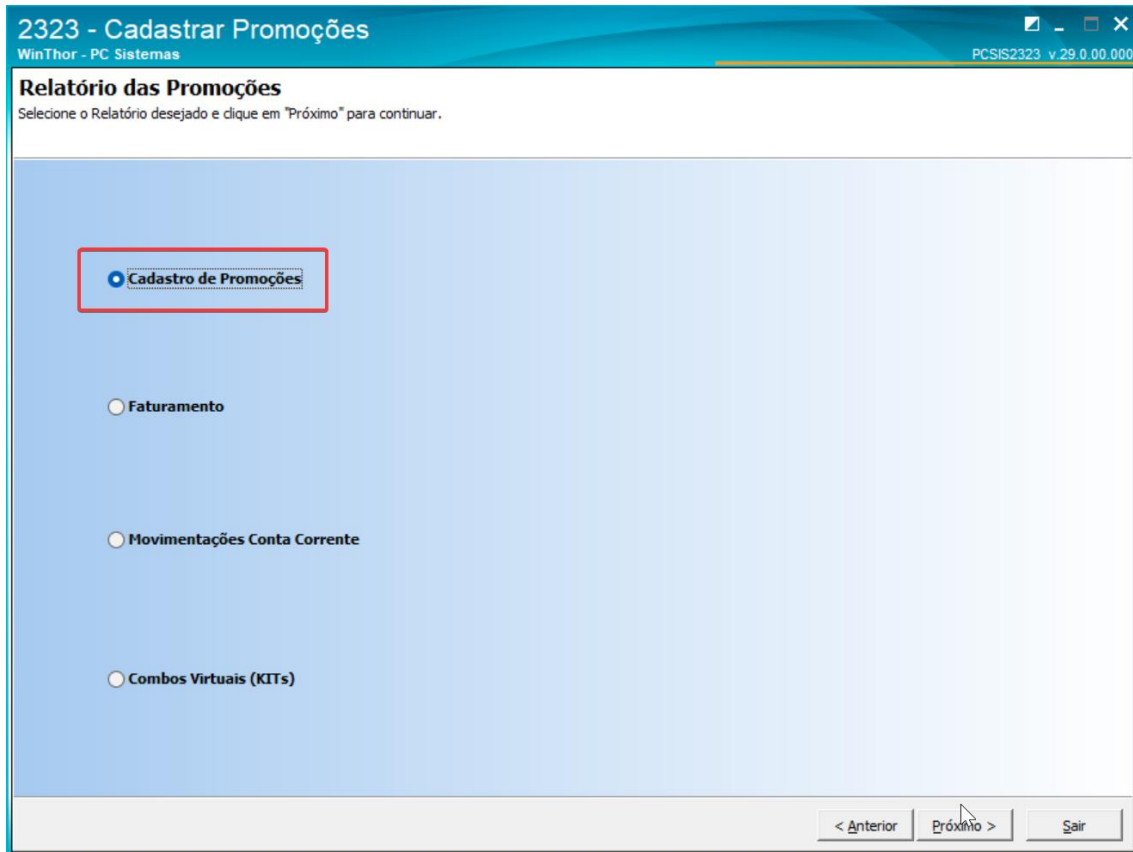 2323 - Cadastrar Promoções
WinThor - PC Sistemas
PCSIS2323 v.29.0.00.000
Relatório das Promoções
Selecione o Relatório desejado e clique em "Próximo" para continuar.
Cadastro de Promoções
Faturamento
Movimentações Conta Corrente
Combos Virtuais (KITs)
< Anterior
Próximo >
Sair